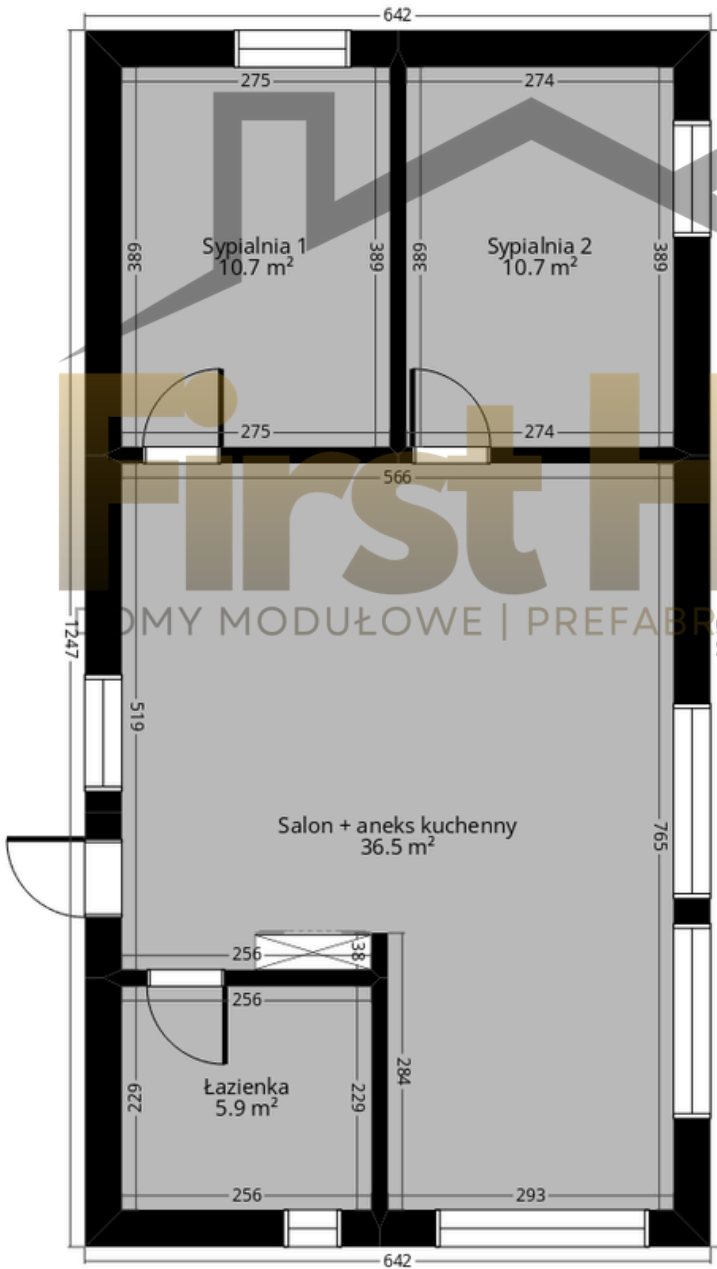 642
275
274
389
389
389
389
Sypialnia 1
10.7 m²
Sypialnia 2
10.7 m²
275
274
566
First H
DOMY MODUŁOWE | PREFABR
1247
519
Salon + aneks kuchenny
36.5 m²
765
256
38
256
284
Łazienka
5.9 m²
229
229
256
293
642